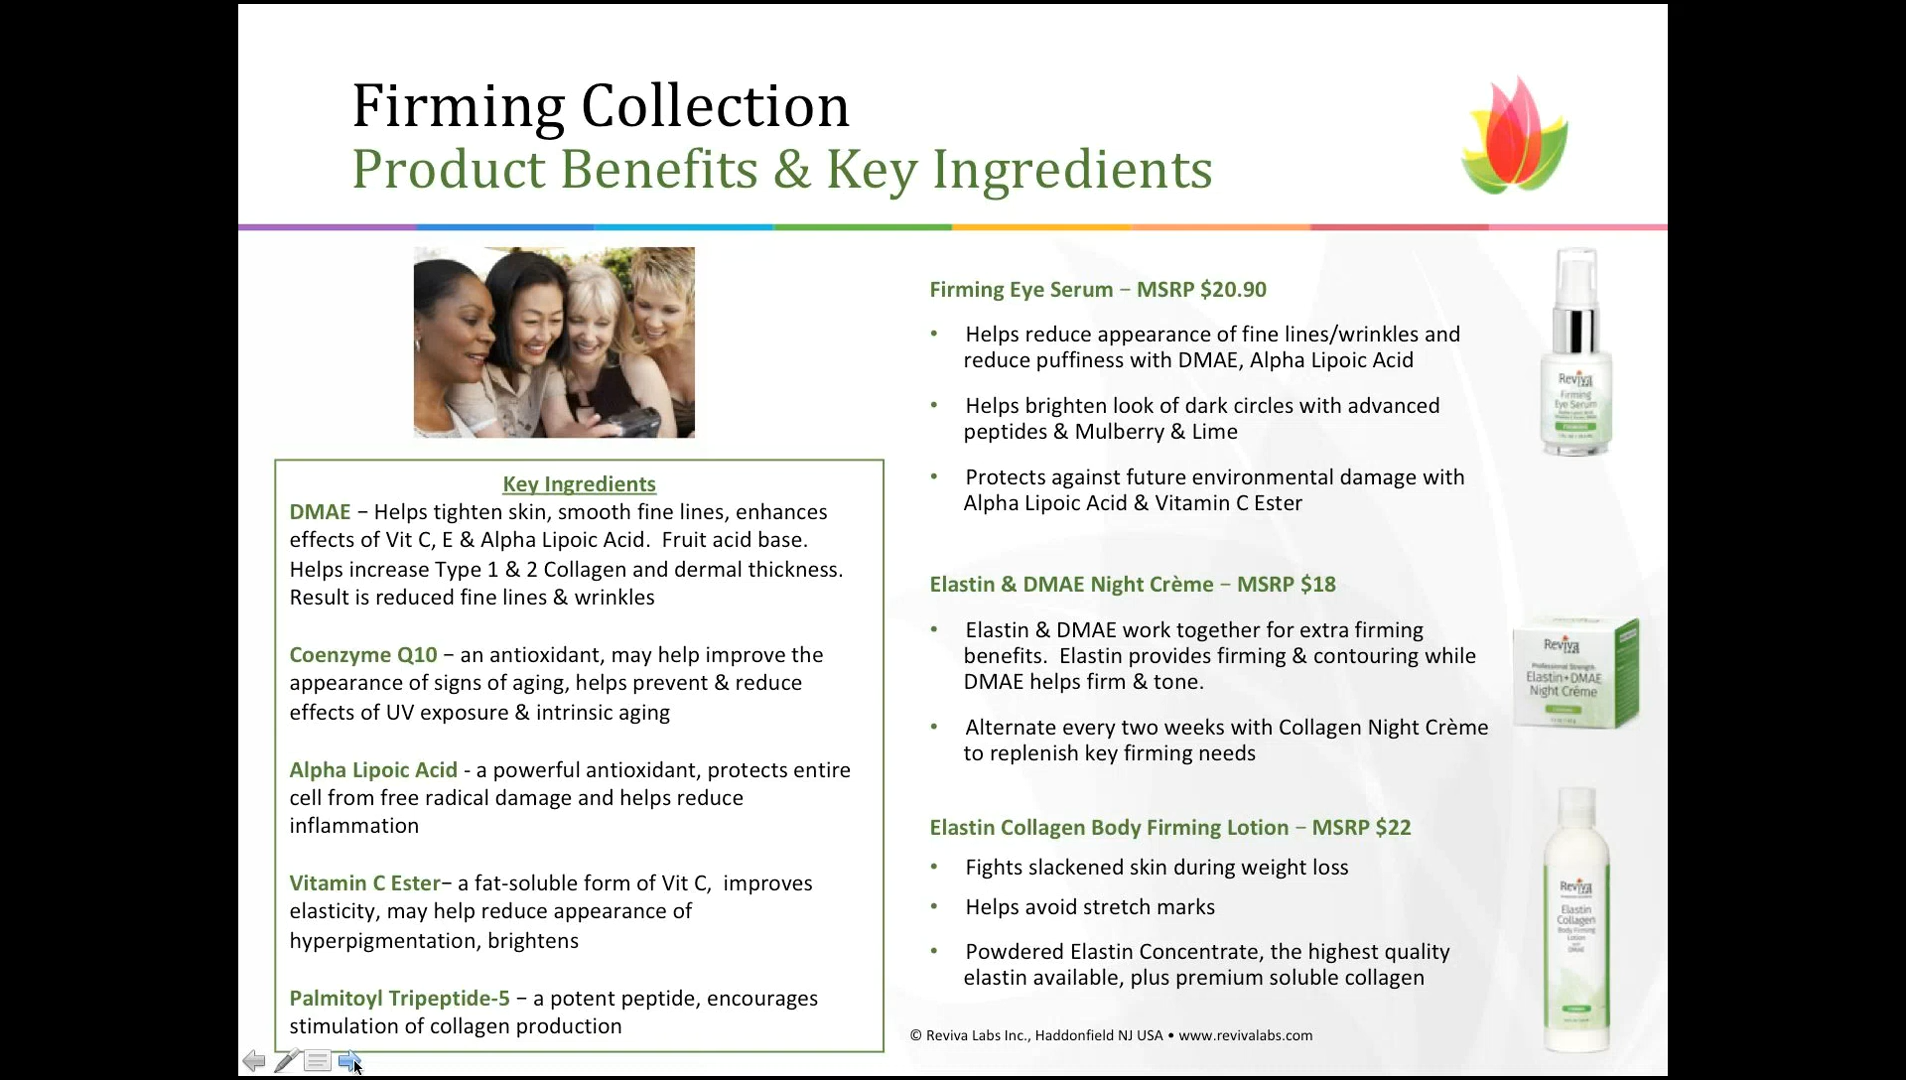 Firming Collection
Product Benefits & Key Ingredients
Key Ingredients
DMAE – Helps tighten skin, smooth fine lines, enhances
effects of Vit C, E & Alpha Lipoic Acid.  Fruit acid base.
Helps increase Type 1 & 2 Collagen and dermal thickness.
Result is reduced fine lines & wrinkles
Coenzyme Q10 – an antioxidant, may help improve the
appearance of signs of aging, helps prevent & reduce
effects of UV exposure & intrinsic aging
Alpha Lipoic Acid - a powerful antioxidant, protects entire
cell from free radical damage and helps reduce
inflammation
Vitamin C Ester– a fat-soluble form of Vit C,  improves
elasticity, may help reduce appearance of
hyperpigmentation, brightens
Palmitoyl Tripeptide-5 – a potent peptide, encourages
stimulation of collagen production
Firming Eye Serum – MSRP $20.90
• Helps reduce appearance of fine lines/wrinkles and
reduce puffiness with DMAE, Alpha Lipoic Acid
• Helps brighten look of dark circles with advanced
peptides & Mulberry & Lime
• Protects against future environmental damage with
Alpha Lipoic Acid & Vitamin C Ester
Elastin & DMAE Night Crème – MSRP $18
• Elastin & DMAE work together for extra firming
benefits.  Elastin provides firming & contouring while
DMAE helps firm & tone.
• Alternate every two weeks with Collagen Night Crème
to replenish key firming needs
Elastin Collagen Body Firming Lotion – MSRP $22
• Fights slackened skin during weight loss
• Helps avoid stretch marks
• Powdered Elastin Concentrate, the highest quality
elastin available, plus premium soluble collagen
© Reviva Labs Inc., Haddonfield NJ USA • www.revivalabs.com
Reviva
LABS
Firming
Eye Serum
Reviva
LABS
Professional Strength
Elastin+DMAE
Night Crème
Reviva
LABS
Elastin
Collagen
Body Firming
Lotion
with
DMAE